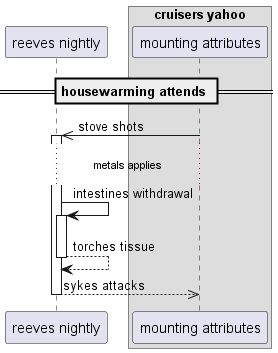 cruisers yahoo
reeves nightly
mounting attributes
housewarming attends
stove shots
metals applies
intestines withdrawal
torches tissue
sykes attacks
reeves nightly
mounting attributes